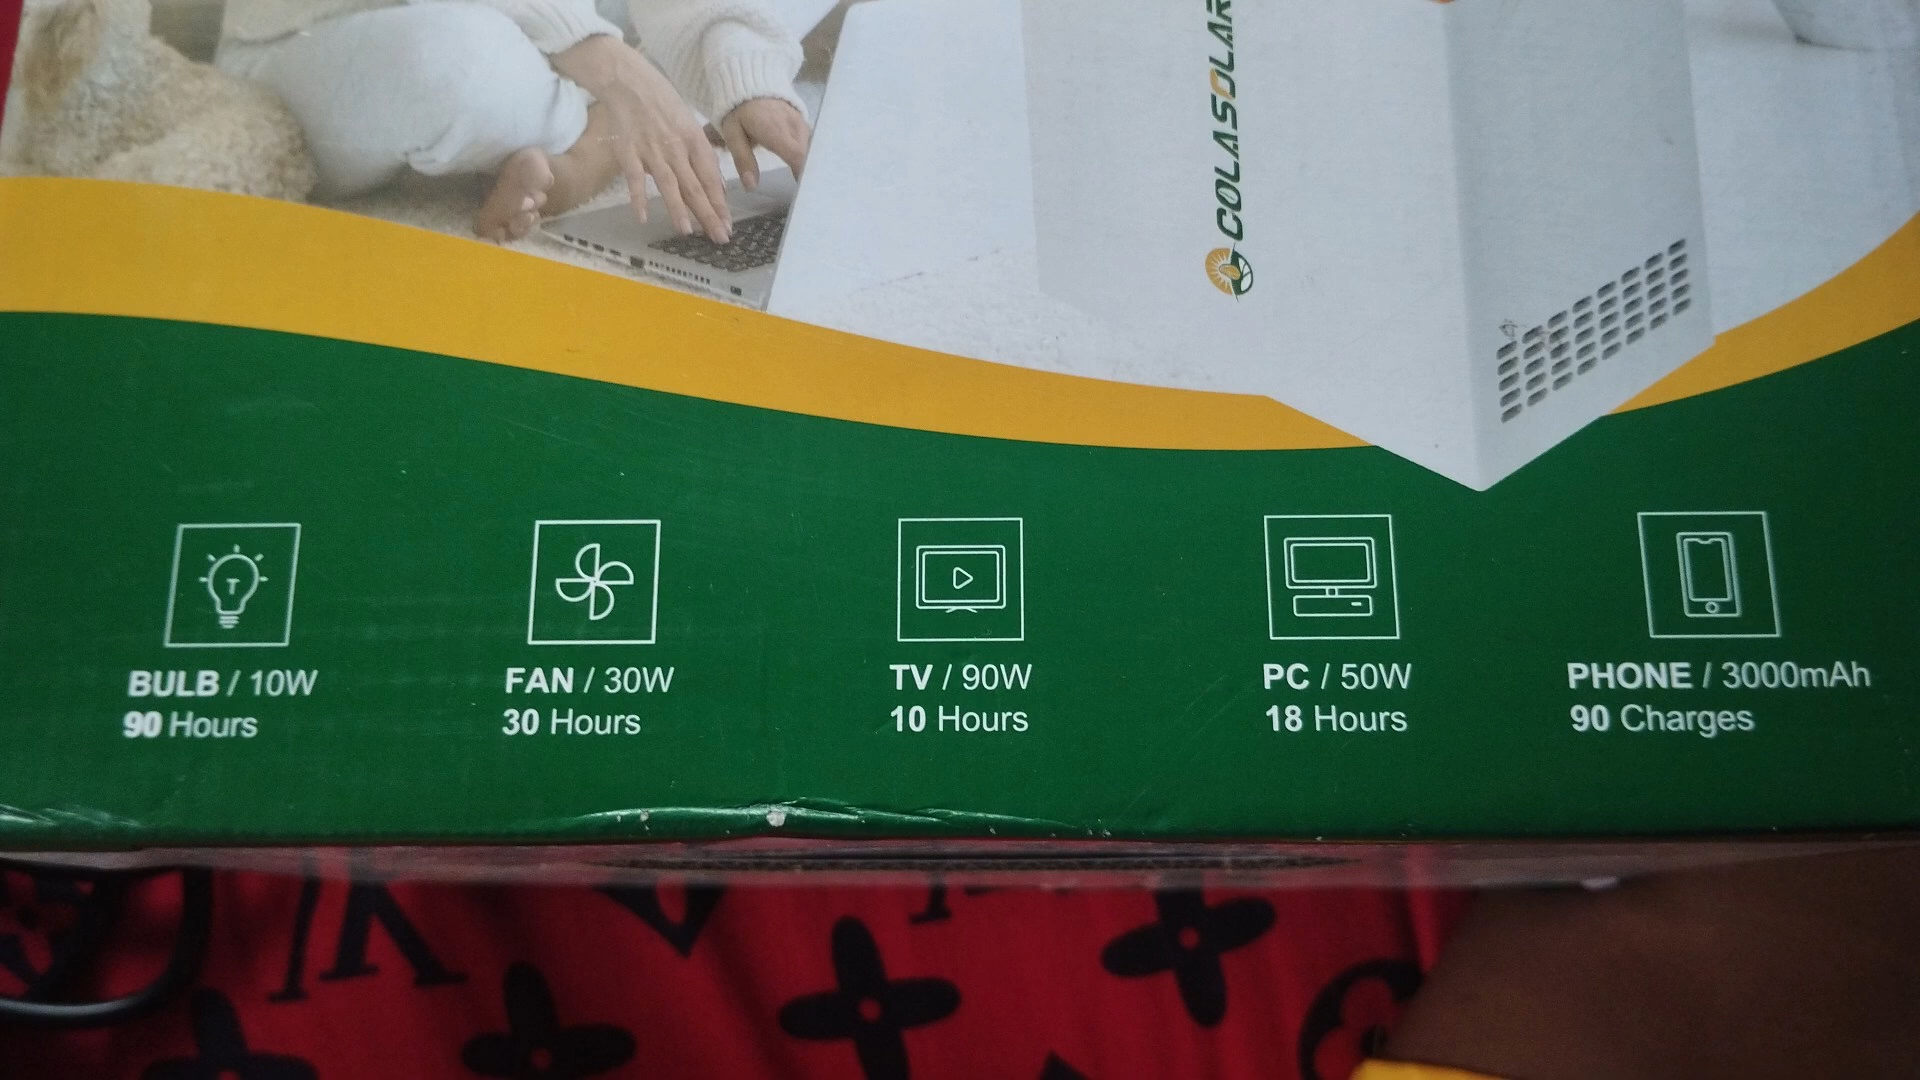 COLASOLAR
BULB / 10W
90 Hours
FAN / 30W
30 Hours
TV / 90W
10 Hours
PC / 50W
18 Hours
PHONE / 3000mAh
90 Charges